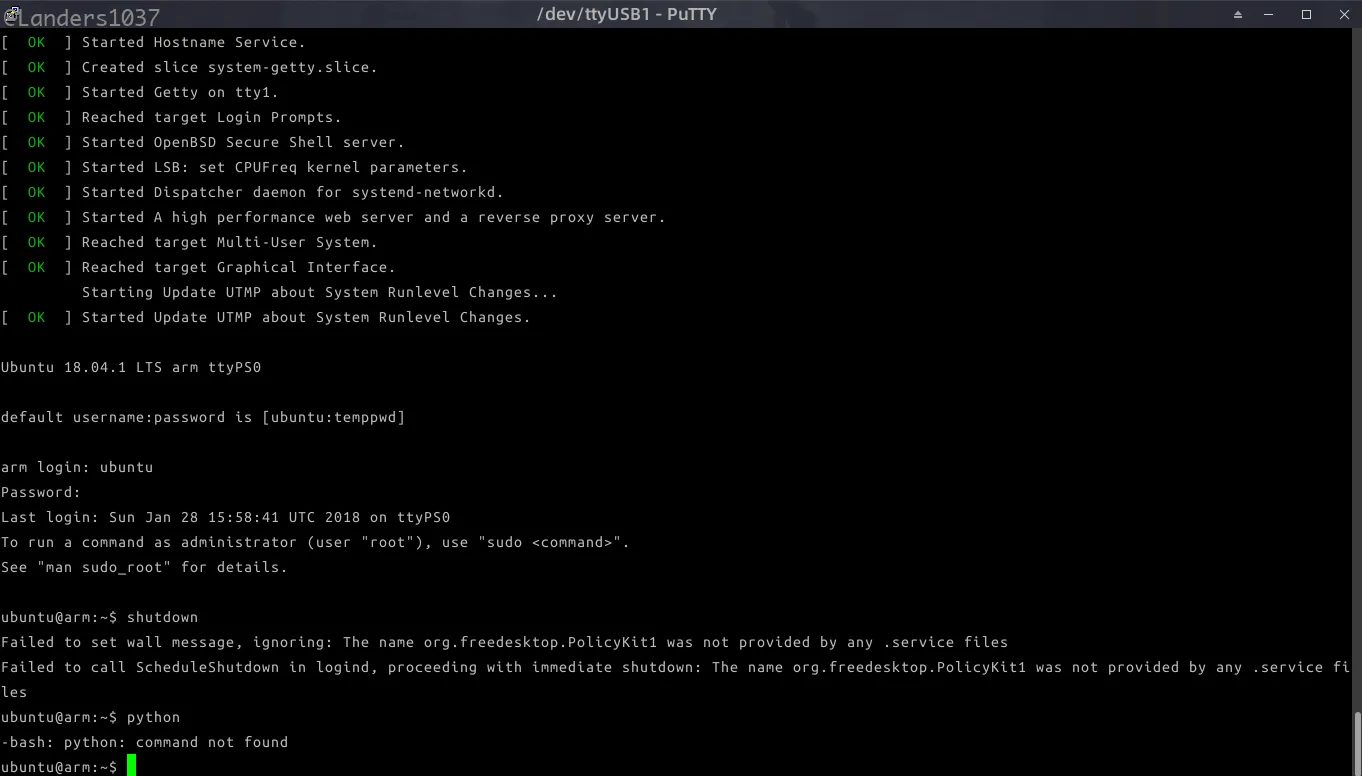 @Landers1037
/dev/ttyUSB1 - PuTTY
[  OK  ] Started Hostname Service.
[  OK  ] Created slice system-getty.slice.
[  OK  ] Started Getty on tty1.
[  OK  ] Reached target Login Prompts.
[  OK  ] Started OpenBSD Secure Shell server.
[  OK  ] Started LSB: set CPUFreq kernel parameters.
[  OK  ] Started Dispatcher daemon for systemd-networkd.
[  OK  ] Started A high performance web server and a reverse proxy server.
[  OK  ] Reached target Multi-User System.
[  OK  ] Reached target Graphical Interface.
         Starting Update UTMP about System Runlevel Changes...
[  OK  ] Started Update UTMP about System Runlevel Changes.
Ubuntu 18.04.1 LTS arm ttyPS0
default username:password is [ubuntu:temppwd]
arm login: ubuntu
Password:
Last login: Sun Jan 28 15:58:41 UTC 2018 on ttyPS0
To run a command as administrator (user "root"), use "sudo <command>".
See "man sudo_root" for details.
ubuntu@arm:~$ shutdown
Failed to set wall message, ignoring: The name org.freedesktop.PolicyKit1 was not provided by any .service files
Failed to call ScheduleShutdown in logind, proceeding with immediate shutdown: The name org.freedesktop.PolicyKit1 was not provided by any .service fi
les
ubuntu@arm:~$ python
-bash: python: command not found
ubuntu@arm:~$